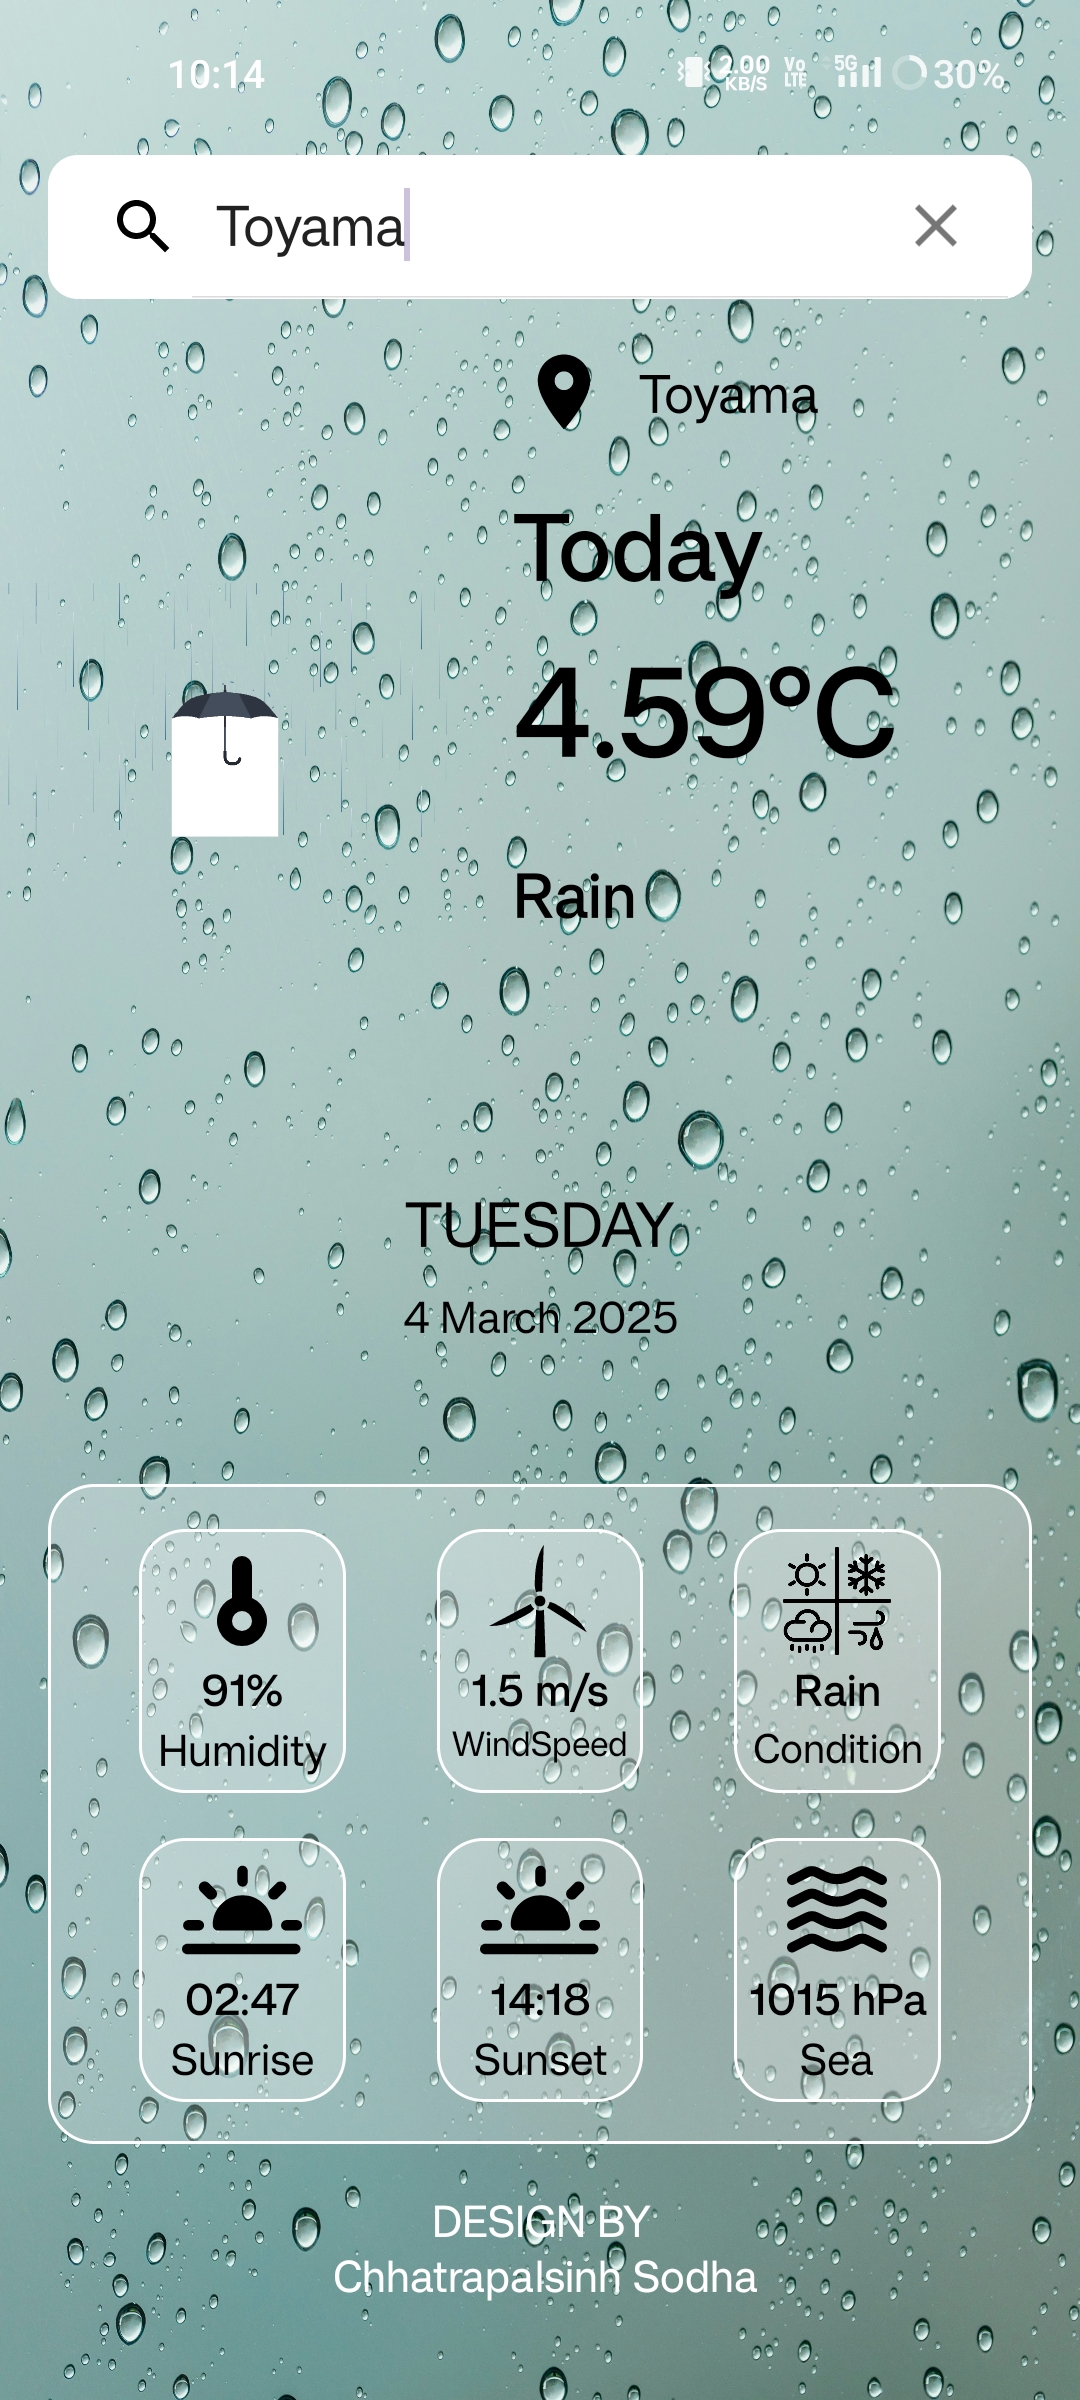 10:14 2.00 KB/S Vo LTE 5G 30%
Toyama
Toyama
Today
4.59°C
Rain
TUESDAY
4 March 2025
91% 1.5 m/s Rain
Humidity WindSpeed Condition
02:47 14:18 1015 hPa
Sunrise Sunset Sea
DESIGN BY
Chhatrapalsinh Sodha